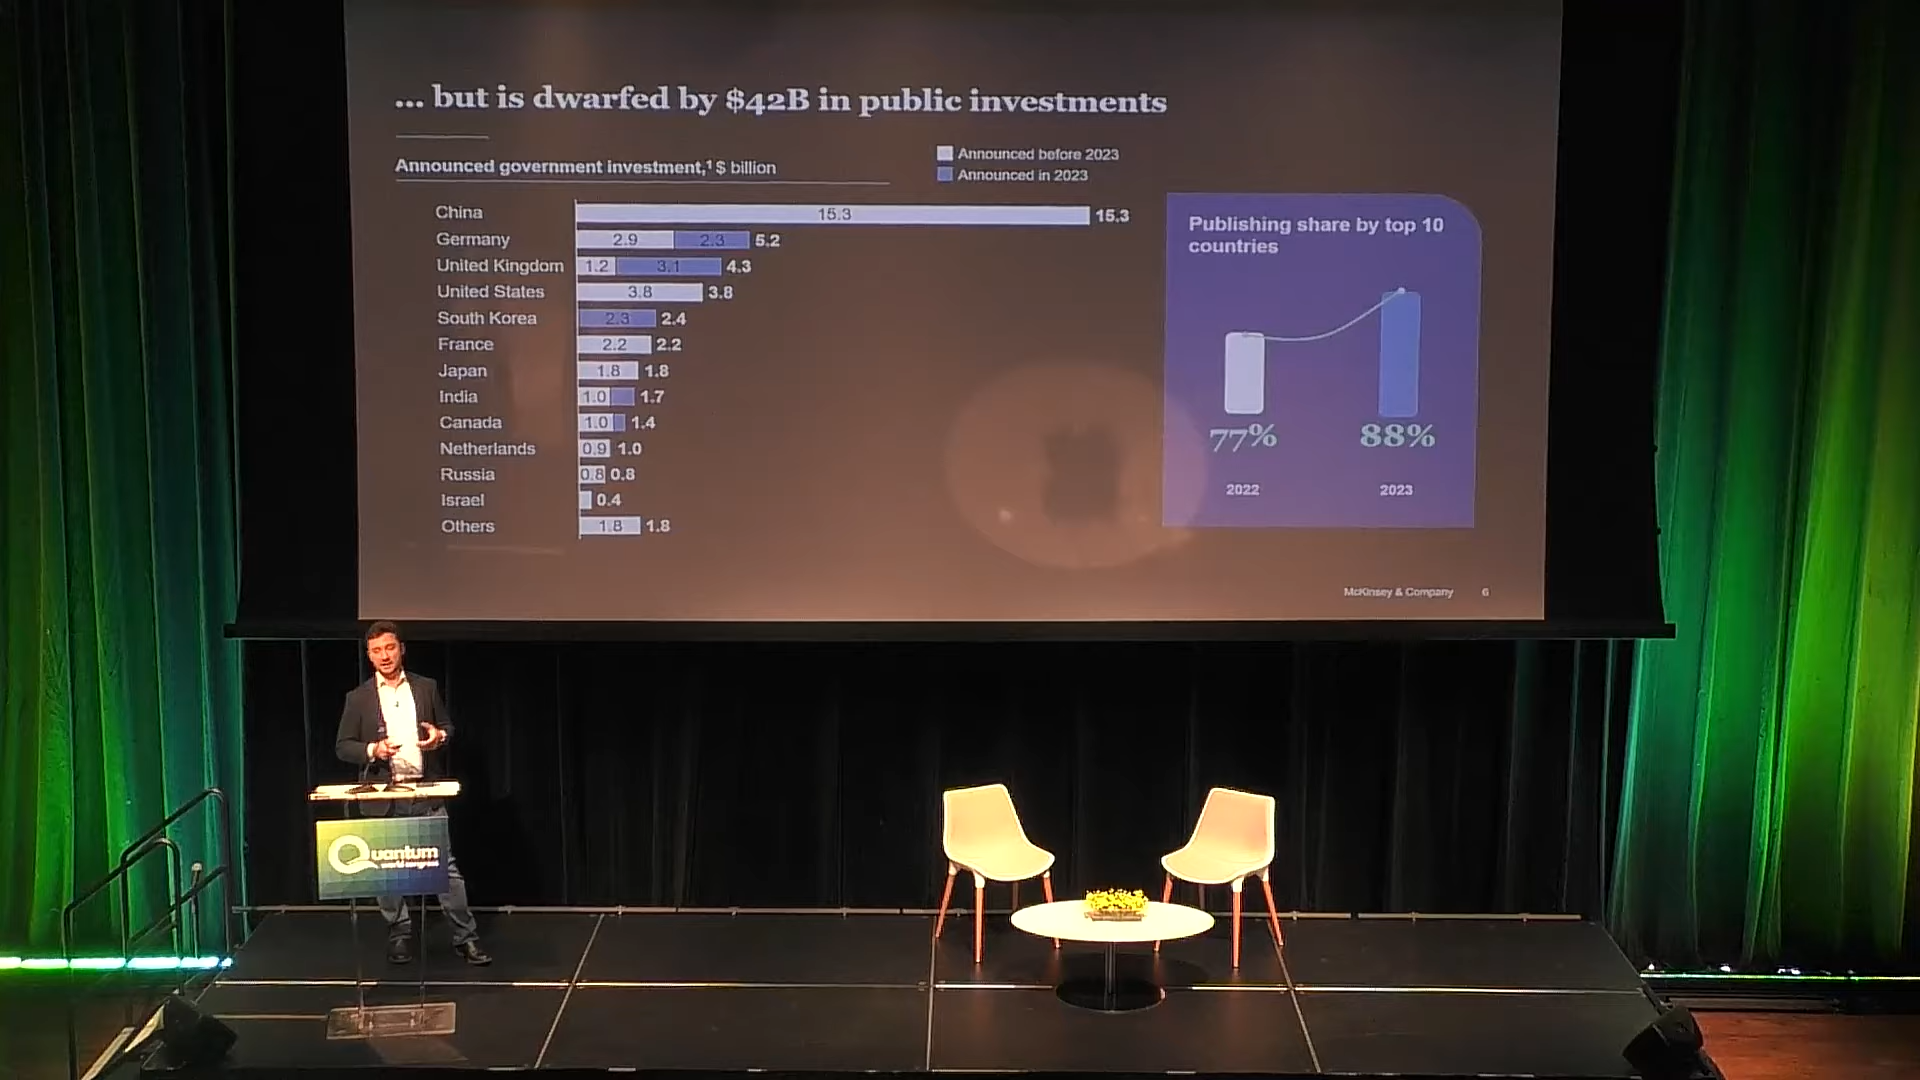 ... but is dwarfed by $42B in public investments
Announced government investment,¹ $ billion
Announced before 2023
Announced in 2023
China 15.3 15.3
Germany 2.9 2.3 5.2
United Kingdom 1.2 3.1 4.3
United States 3.8 3.8
South Korea 2.3 2.4
France 2.2 2.2
Japan 1.8 1.8
India 1.0 1.7
Canada 1.0 1.4
Netherlands 0.9 1.0
Russia 0.8 0.8
Israel 0.4
Others 1.8 1.8
Publishing share by top 10
countries
77% 88%
2022 2023
McKinsey & Company 6
Quantum
world congress